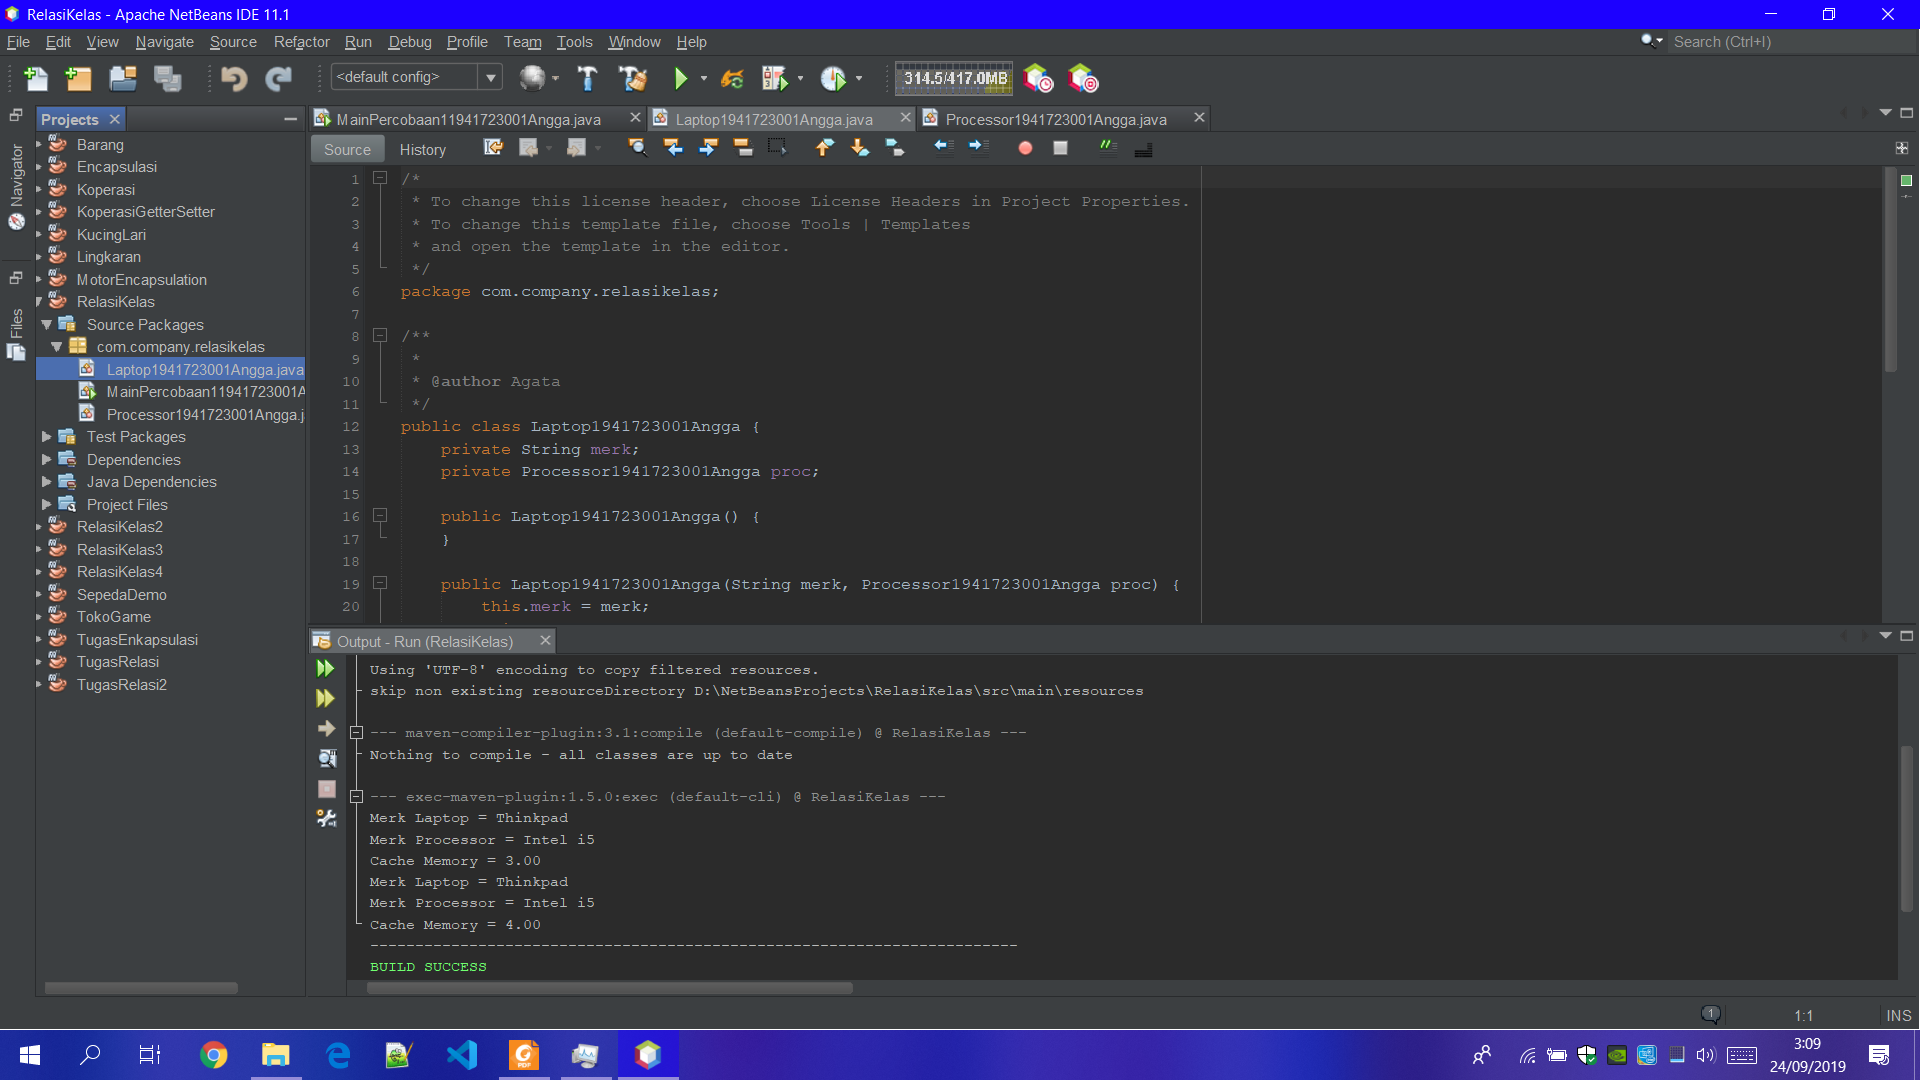 RelasiKelas - Apache NetBeans IDE 11.1
File Edit View Navigate Source Refactor Run Debug Profile Team Tools Window Help
Search (Ctrl+I)
<default config>
314.5/417.0MB
Navigator
Files
Projects
Barang
Encapsulasi
Koperasi
KoperasiGetterSetter
KucingLari
Lingkaran
MotorEncapsulation
RelasiKelas
Source Packages
com.company.relasikelas
Laptop1941723001Angga.java
MainPercobaan11941723001A
Processor1941723001Angga.j
Test Packages
Dependencies
Java Dependencies
Project Files
RelasiKelas2
RelasiKelas3
RelasiKelas4
SepedaDemo
TokoGame
TugasEnkapsulasi
TugasRelasi
TugasRelasi2
MainPercobaan11941723001Angga.java
Laptop1941723001Angga.java
Processor1941723001Angga.java
Source History
1 /*
2 * To change this license header, choose License Headers in Project Properties.
3 * To change this template file, choose Tools | Templates
4 * and open the template in the editor.
5 */
6 package com.company.relasikelas;
7
8 /**
9 *
10 * @author Agata
11 */
12 public class Laptop1941723001Angga {
13 private String merk;
14 private Processor1941723001Angga proc;
15
16 public Laptop1941723001Angga() {
17 }
18
19 public Laptop1941723001Angga(String merk, Processor1941723001Angga proc) {
20 this.merk = merk;
Output - Run (RelasiKelas)
Using 'UTF-8' encoding to copy filtered resources.
skip non existing resourceDirectory D:\NetBeansProjects\RelasiKelas\src\main\resources
--- maven-compiler-plugin:3.1:compile (default-compile) @ RelasiKelas ---
Nothing to compile - all classes are up to date
--- exec-maven-plugin:1.5.0:exec (default-cli) @ RelasiKelas ---
Merk Laptop = Thinkpad
Merk Processor = Intel i5
Cache Memory = 3.00
Merk Laptop = Thinkpad
Merk Processor = Intel i5
Cache Memory = 4.00
------------------------------------------------------------------------
BUILD SUCCESS
1
1:1
INS
PDF
3:09
24/09/2019